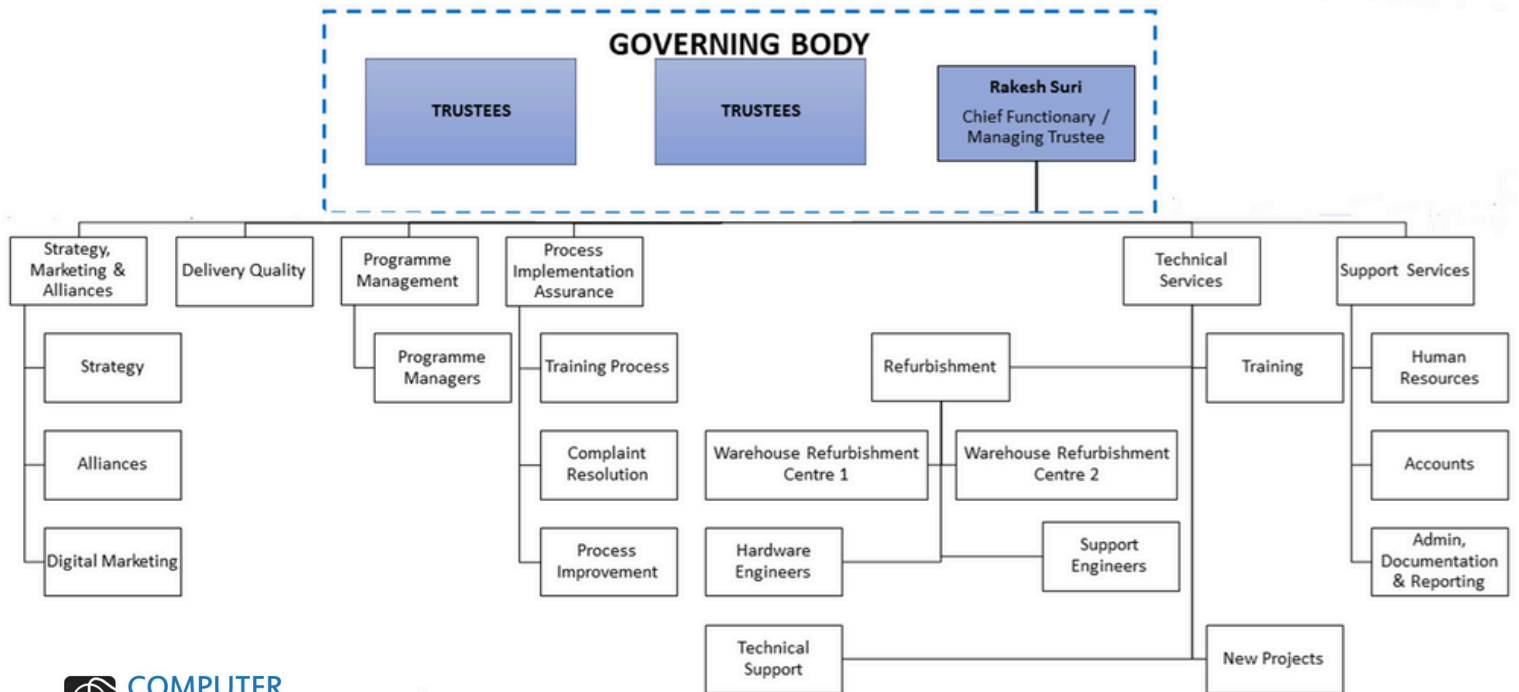 GOVERNING BODY
TRUSTEES
TRUSTEES
Rakesh Suri
Chief Functionary /
Managing Trustee
Strategy,
Marketing &
Alliances
Delivery Quality
Programme
Management
Process
Implementation
Assurance
Technical
Services
Support Services
Strategy
Programme
Managers
Training Process
Refurbishment
Training
Human
Resources
Alliances
Complaint
Resolution
Warehouse Refurbishment
Centre 1
Warehouse Refurbishment
Centre 2
Accounts
Digital Marketing
Process
Improvement
Hardware
Engineers
Support
Engineers
Admin,
Documentation
& Reporting
Technical
Support
New Projects
COMPUTER